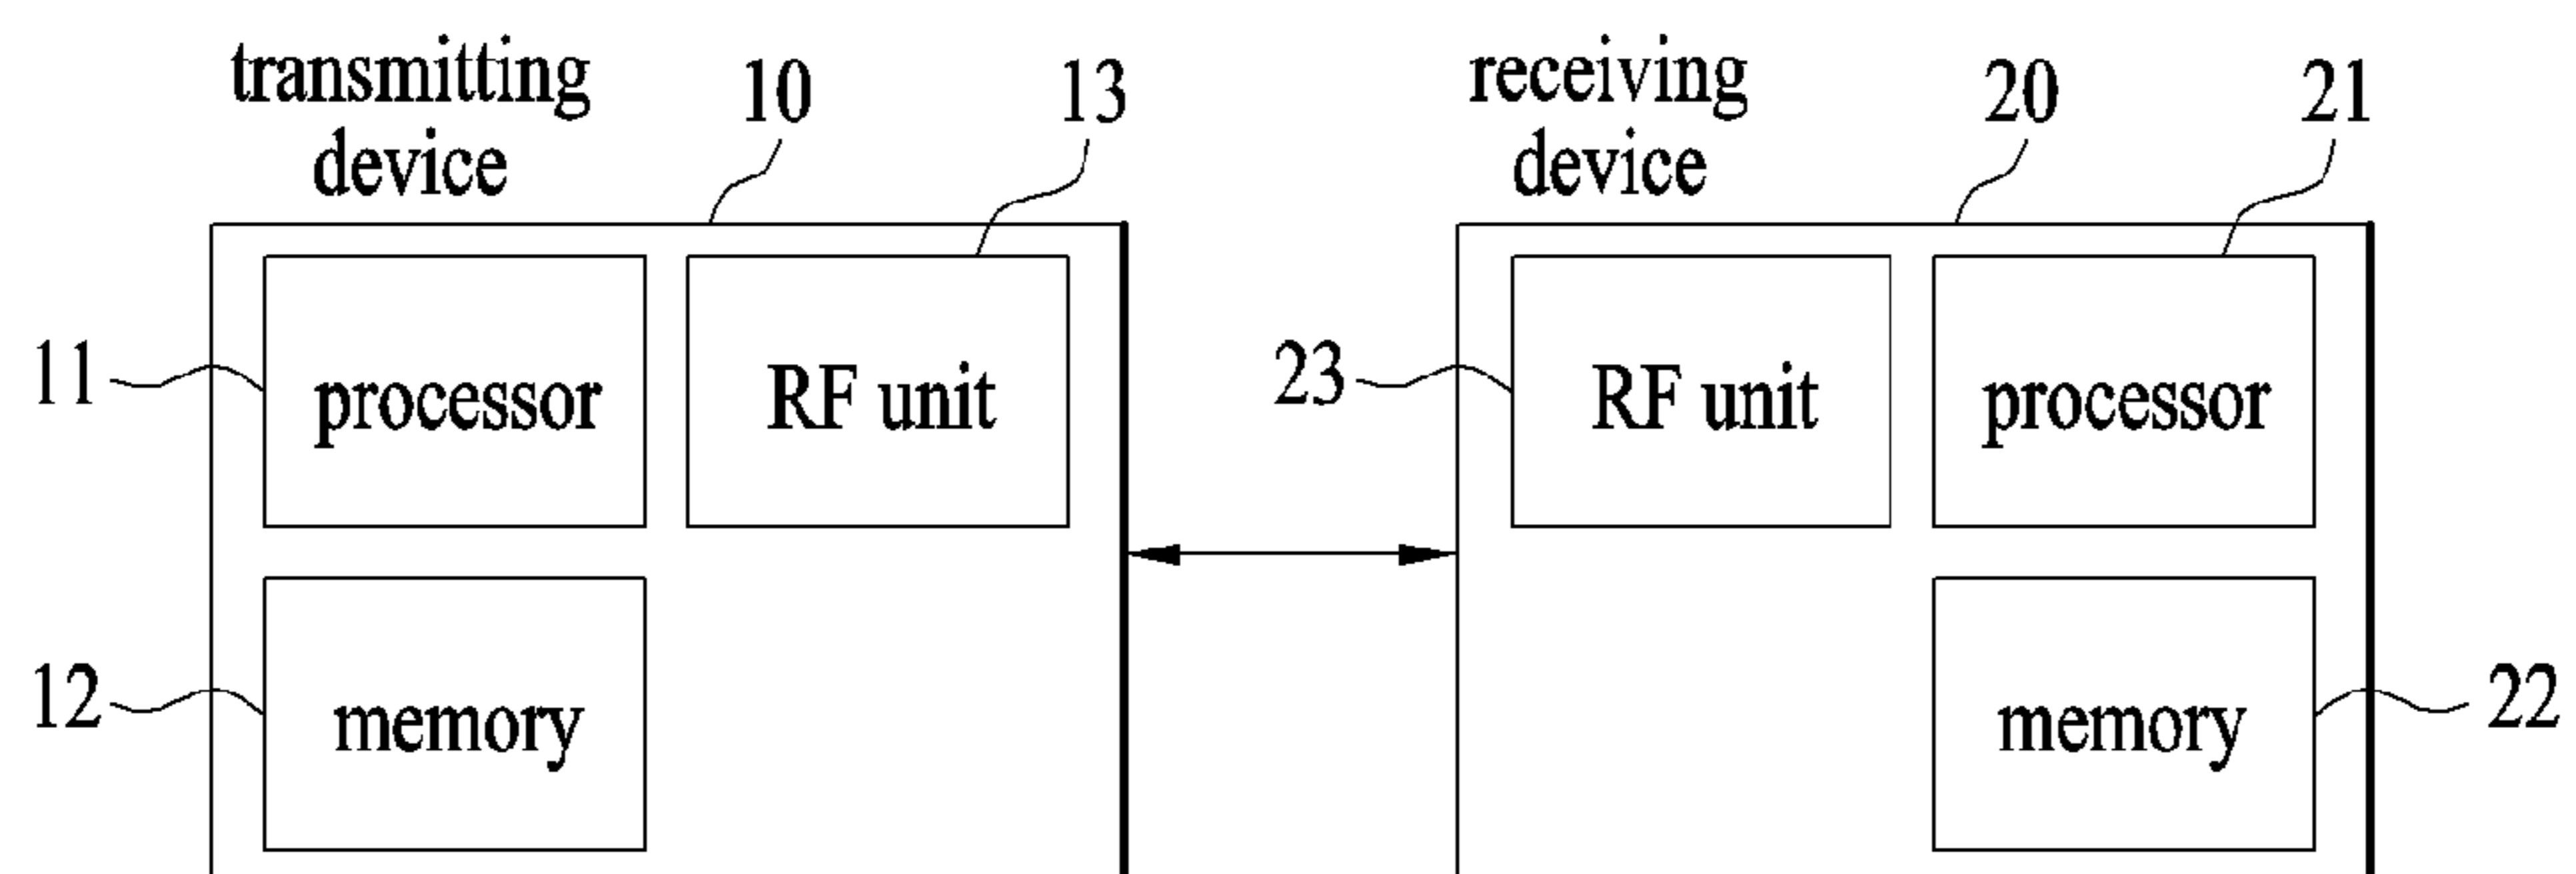 transmitting
device
10
13
receiving
device
20
21
11
processor
RF unit
23
RF unit
processor
12
memory
memory
22